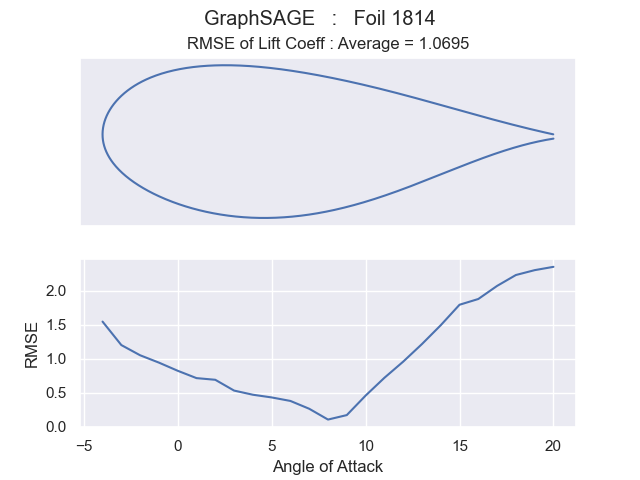 GraphSAGE : Foil 1814
RMSE of Lift Coeff : Average = 1.0695
RMSE
2.0
1.5
1.0
0.5
0.0
−5 0 5 10 15 20
Angle of Attack